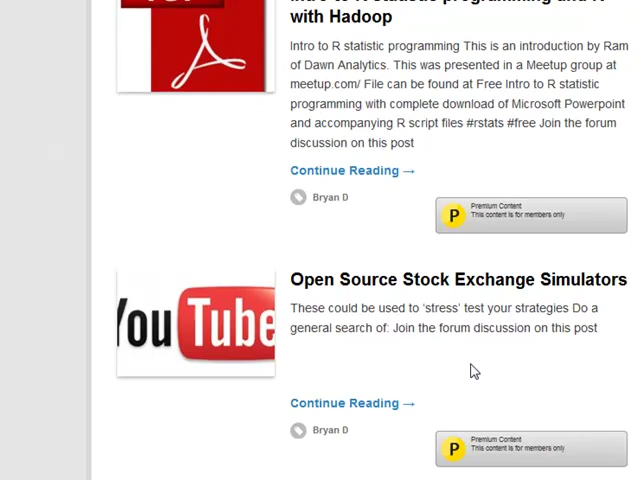 with Hadoop
Intro to R statistic programming This is an introduction by Ram
of Dawn Analytics. This was presented in a Meetup group at
meetup.com/ File can be found at Free Intro to R statistic
programming with complete download of Microsoft Powerpoint
and accompanying R script files #rstats #free Join the forum
discussion on this post
Continue Reading →
Bryan D
P
Premium Content
This content is for members only
Open Source Stock Exchange Simulators
YouTube
These could be used to ‘stress’ test your strategies Do a
general search of: Join the forum discussion on this post
Continue Reading →
Bryan D
P
Premium Content
This content is for members only